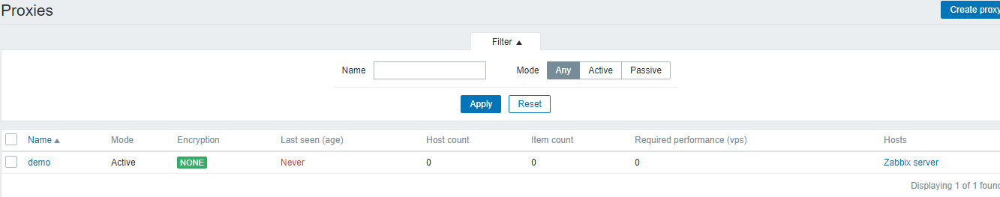 Proxies
Create proxy
Filter ▲
Name Mode Any Active Passive
Apply Reset
Name ▲ Mode Encryption Last seen (age) Host count Item count Required performance (vps) Hosts
demo Active NONE Never 0 0 0 Zabbix server
Displaying 1 of 1 found